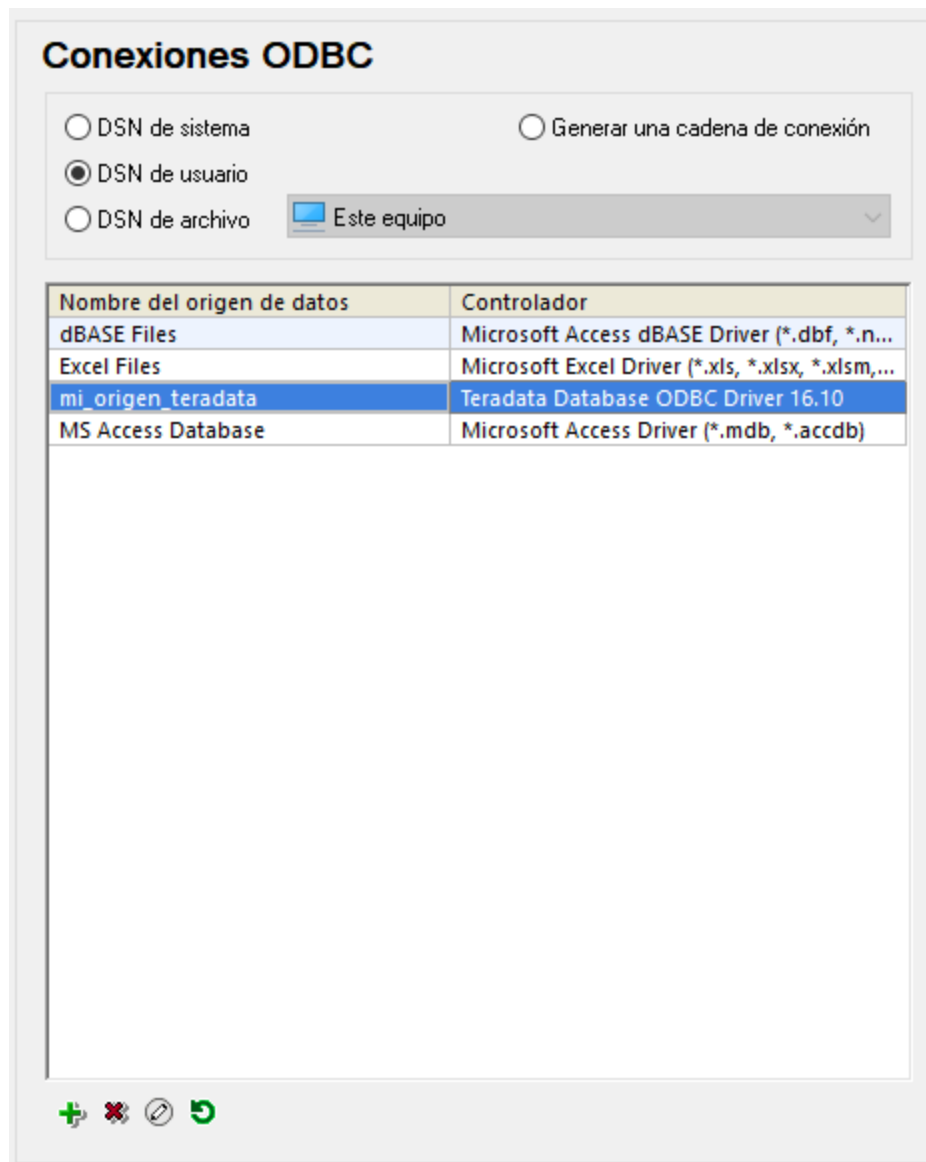 Conexiones ODBC
DSN de sistema
Generar una cadena de conexión
DSN de usuario
DSN de archivo
Este equipo
Nombre del origen de datos Controlador
dBASE Files Microsoft Access dBASE Driver (*.dbf, *.n...
Excel Files Microsoft Excel Driver (*.xls, *.xlsx, *.xlsm,...
mi_origen_teradata Teradata Database ODBC Driver 16.10
MS Access Database Microsoft Access Driver (*.mdb, *.accdb)